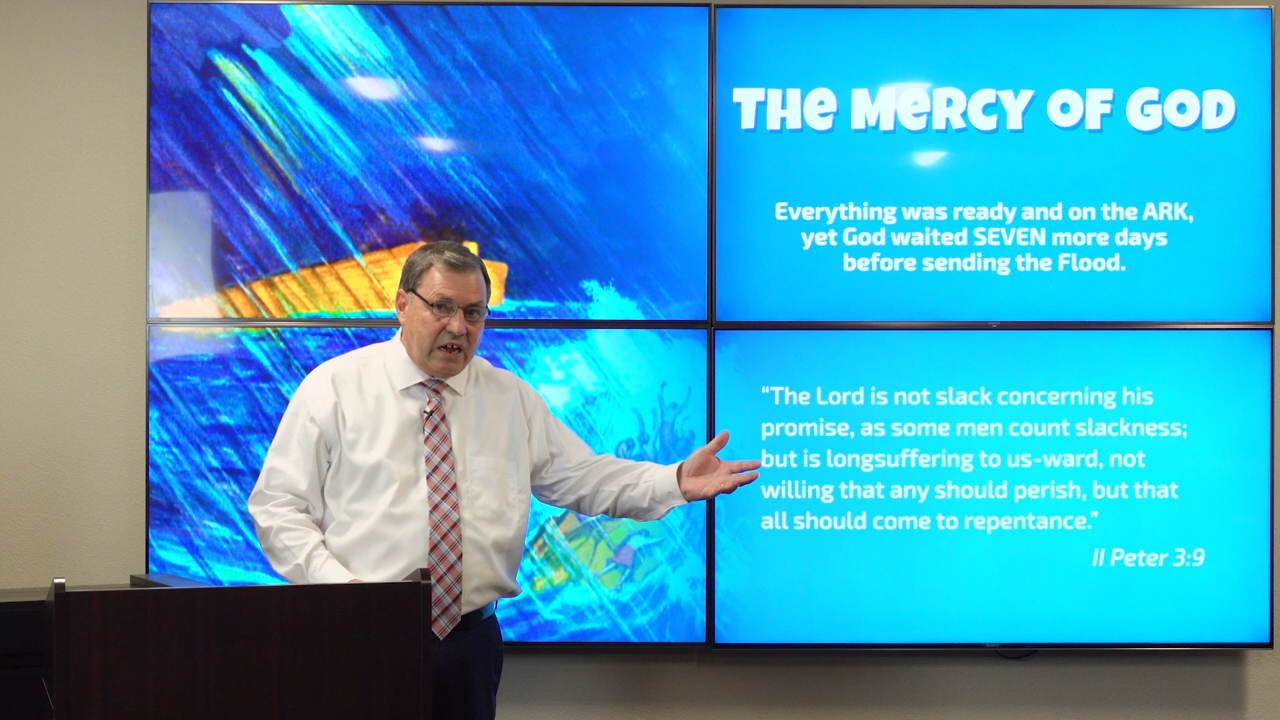 THE MERCY OF GOD
Everything was ready and on the ARK,
yet God waited SEVEN more days
before sending the Flood.
“The Lord is not slack concerning his
promise, as some men count slackness;
but is longsuffering to us-ward, not
willing that any should perish, but that
all should come to repentance.”
II Peter 3:9